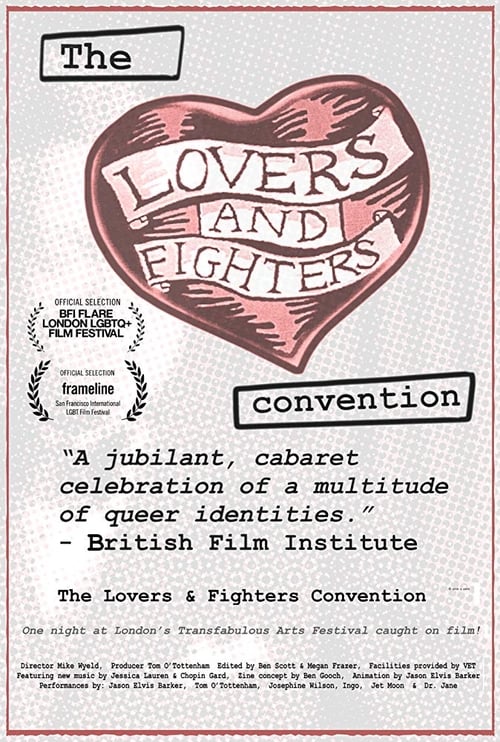 The
LOVERS
AND
FIGHTERS
convention
OFFICIAL SELECTION
BFI FLARE
LONDON LGBTQ+
FILM FESTIVAL
OFFICIAL SELECTION
frameline
San Francisco International
LGBT Film Festival
“A jubilant, cabaret
celebration of a multitude
of queer identities.”
- British Film Institute
The Lovers & Fighters Convention
One night at London’s Transfabulous Arts Festival caught on film!
Director Mike Wyeld, Producer Tom O’Tottenham Edited by Ben Scott & Megan Frazer, Facilities provided by VET
Featuring new music by Jessica Lauren & Chopin Gard, Zine concept by Ben Gooch, Animation by Jason Elvis Barker
Performances by: Jason Elvis Barker, Tom O’Tottenham, Josephine Wilson, Ingo, Jet Moon & Dr. Jane